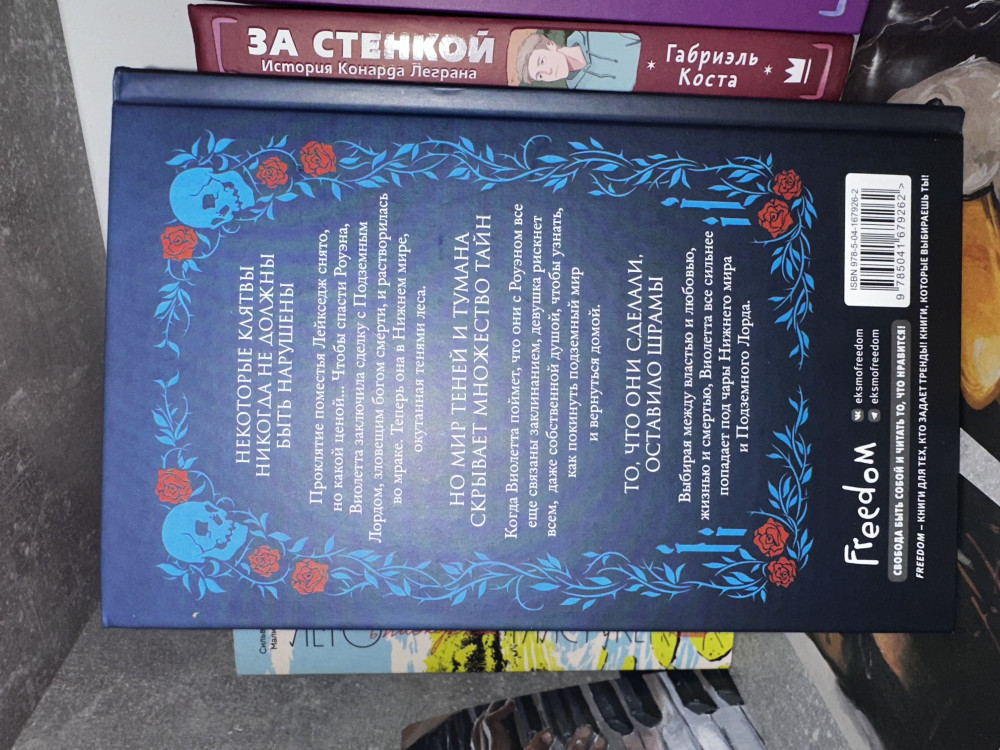 ЗА СТЕНКОЙ
История Конарда Леграна
Габриэль
Коста
НЕКОТОРЫЕ КЛЯТВЫ
НИКОГДА НЕ ДОЛЖНЫ
БЫТЬ НАРУШЕНЫ
Проклятие поместья Лейкседж снято,
но какой ценой... Чтобы спасти Роуэна,
Виолетта заключила сделку с Подземным
Лордом, зловещим богом смерти, и растворилась
во мраке. Теперь она в Нижнем мире,
окутанная тенями леса.
НО МИР ТЕНЕЙ И ТУМАНА
СКРЫВАЕТ МНОЖЕСТВО ТАЙН
Когда Виолетта поймет, что они с Роуэном все
еще связаны заклинанием, девушка рискнет
всем, даже собственной душой, чтобы узнать,
как покинуть подземный мир
и вернуться домой.
ТО, ЧТО ОНИ СДЕЛАЛИ,
ОСТАВИЛО ШРАМЫ
Выбирая между властью и любовью,
жизнью и смертью, Виолетта все сильнее
попадает под чары Нижнего мира
и Подземного Лорда.
Freedom
eksmofreedom
eksmofreedom
ISBN 978-5-04-167926-2
9 785041 679262 >
СВОБОДА БЫТЬ СОБОЙ И ЧИТАТЬ ТО, ЧТО НРАВИТСЯ!
FREEDOM – КНИГИ ДЛЯ ТЕХ, КТО ЗАДАЕТ ТРЕНДЫ! КНИГИ, КОТОРЫЕ ВЫБИРАЕШЬ ТЫ!
ЛЕТО